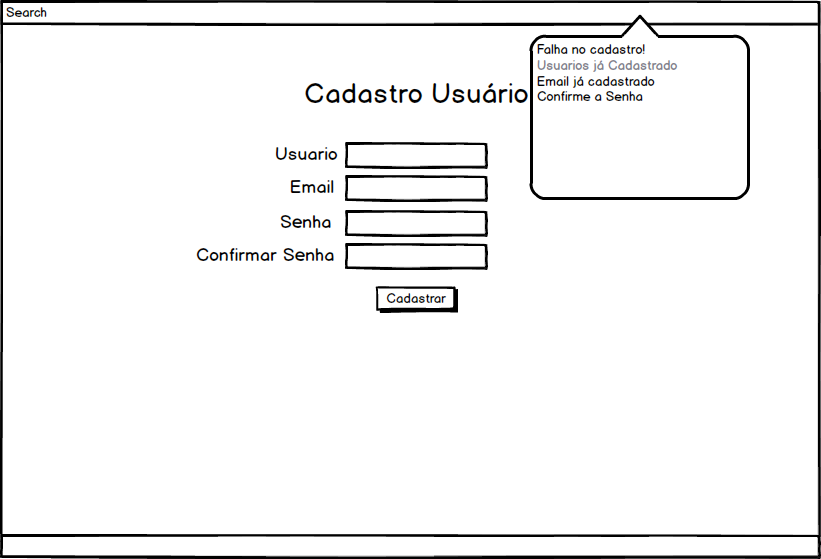 Search
Falha no cadastro!
Usuarios já Cadastrado
Email já cadastrado
Confirme a Senha
Cadastro Usuário
Usuario
Email
Senha
Confirmar Senha
Cadastrar